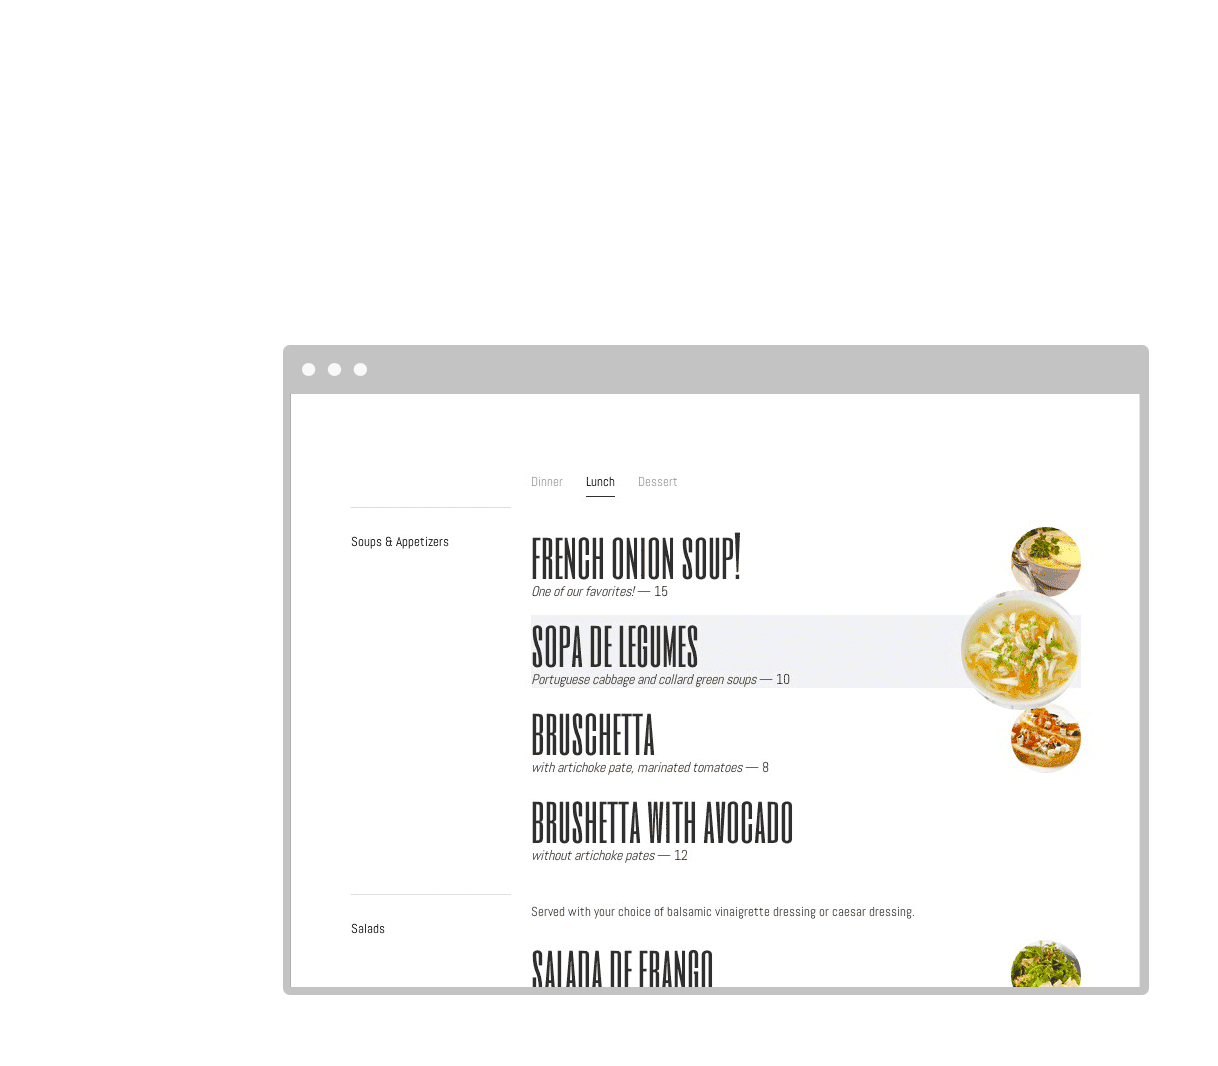 Dinner Lunch Dessert
Soups & Appetizers
FRENCH ONION SOUP!
One of our favorites! — 15
SOPA DE LEGUMES
Portuguese cabbage and collard green soups — 10
BRUSCHETTA
with artichoke pate, marinated tomatoes — 8
BRUSHETTA WITH AVOCADO
without artichoke pates — 12
Served with your choice of balsamic vinaigrette dressing or caesar dressing.
Salads
SALADA DE FRANGO